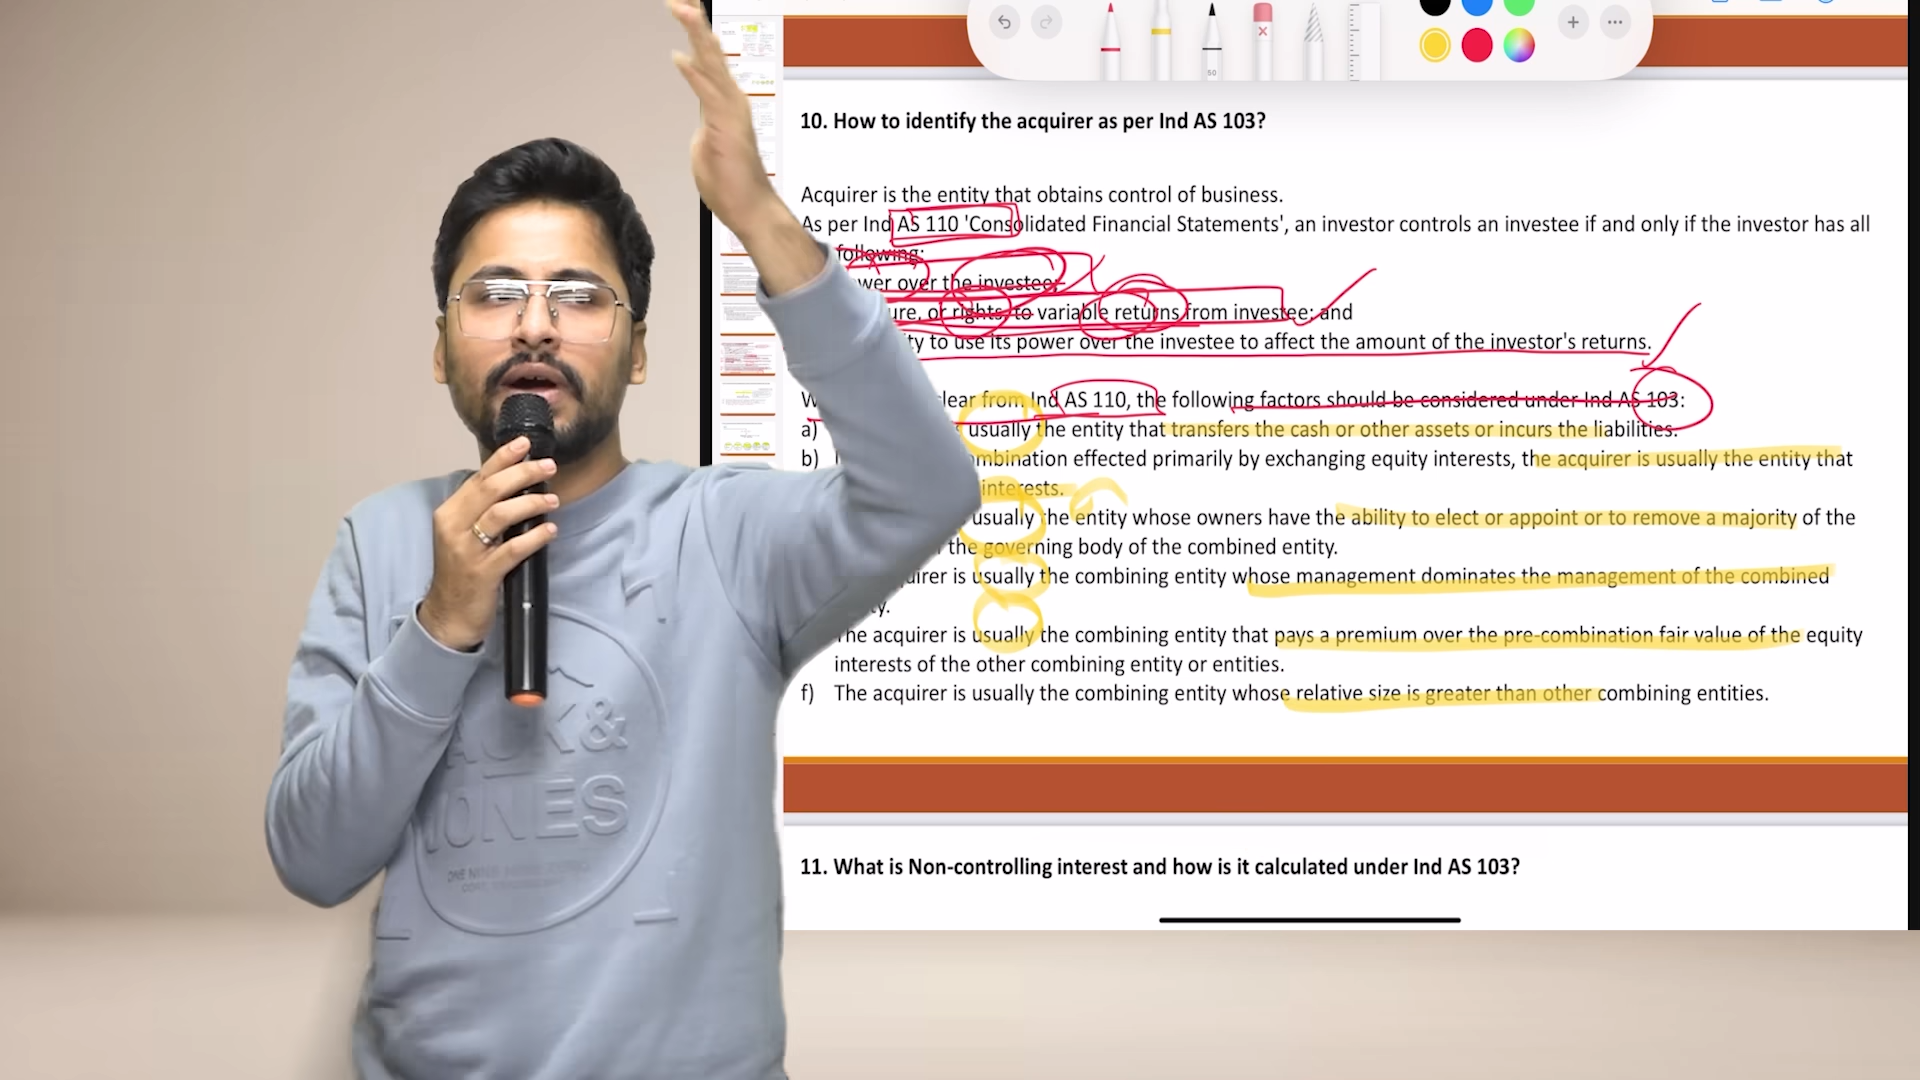 50
10. How to identify the acquirer as per Ind AS 103?
Acquirer is the entity that obtains control of business.
As per Ind AS 110 'Consolidated Financial Statements', an investor controls an investee if and only if the investor has all
following:
over the investee;
or rights, to variable returns from investee; and
to use its power over the investee to affect the amount of the investor's returns.
from Ind AS 110, the following factors should be considered under Ind AS 103:
a) usually the entity that transfers the cash or other assets or incurs the liabilities.
b) effected primarily by exchanging equity interests, the acquirer is usually the entity that
interests.
usually the entity whose owners have the ability to elect or appoint or to remove a majority of the
the governing body of the combined entity.
is usually the combining entity whose management dominates the management of the combined
The acquirer is usually the combining entity that pays a premium over the pre-combination fair value of the equity
interests of the other combining entity or entities.
f) The acquirer is usually the combining entity whose relative size is greater than other combining entities.
11. What is Non-controlling interest and how is it calculated under Ind AS 103?
JACK &
JONES